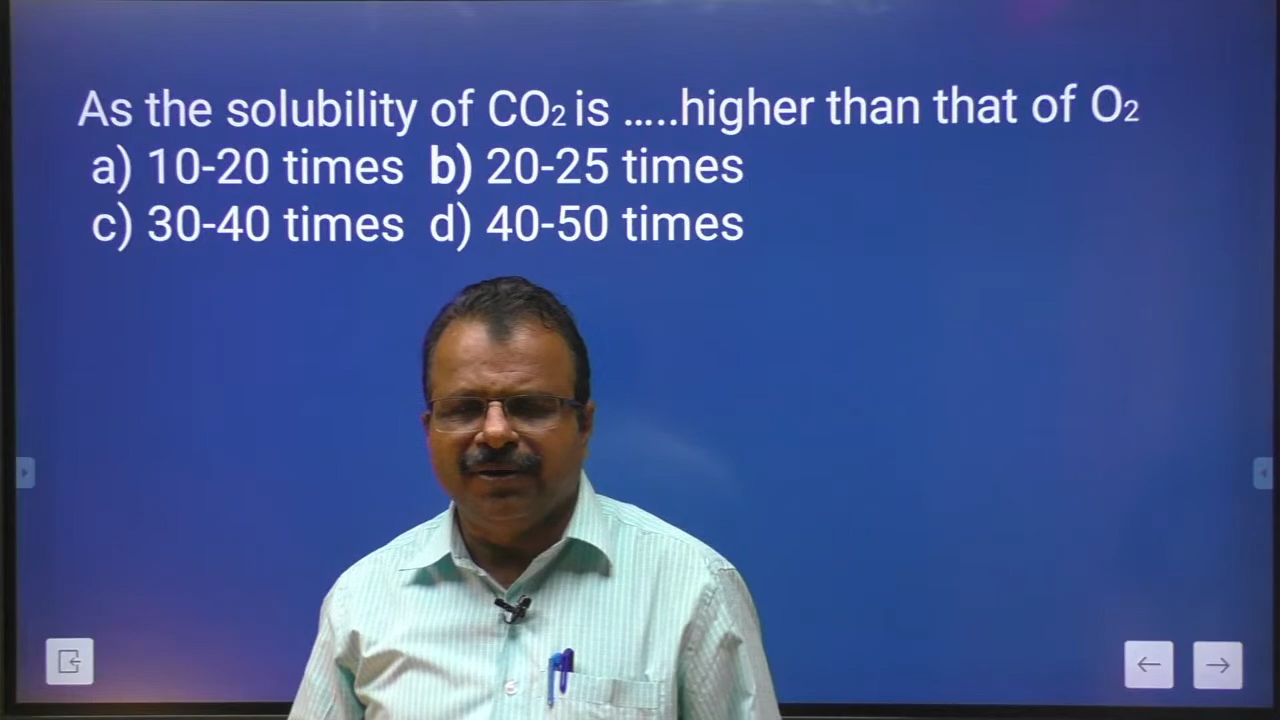 As the solubility of CO2 is .....higher than that of O2
a) 10-20 times b) 20-25 times
c) 30-40 times d) 40-50 times